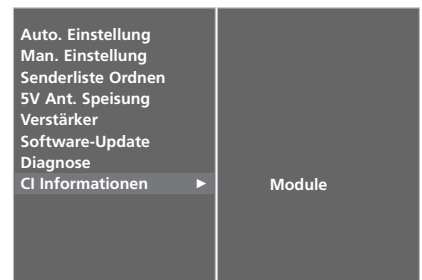 Auto. Einstellung
Man. Einstellung
Senderliste Ordnen
5V Ant. Speisung
Verstärker
Software-Update
Diagnose
CI Informationen ► Module